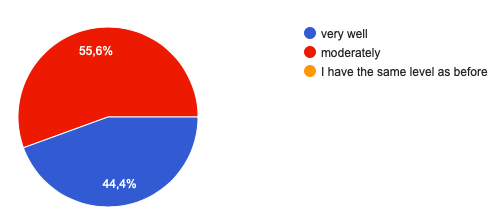 55,6%
44,4%
very well
moderately
I have the same level as before